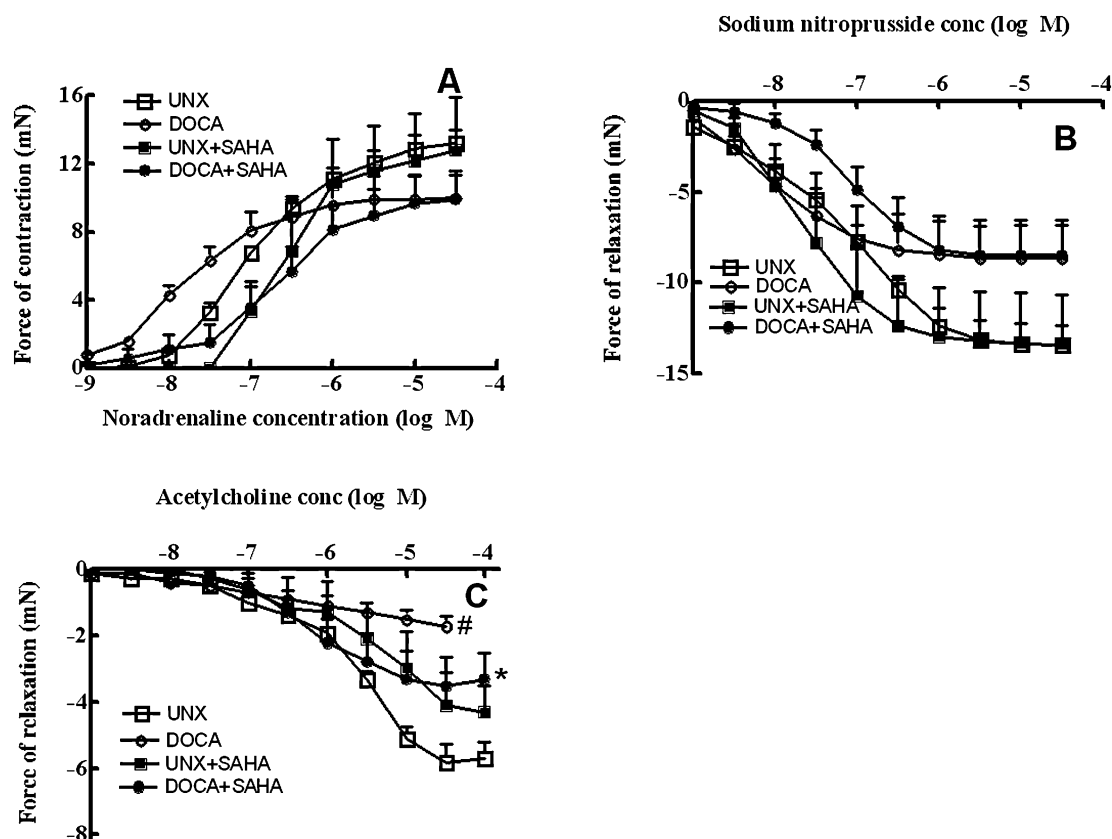 A
16
12
8
4
0
UNX
DOCA
UNX+SAHA
DOCA+SAHA
Force of contraction (mN)
-9 -8 -7 -6 -5 -4
Noradrenaline concentration (log M)
Sodium nitroprusside conc (log M)
-8 -7 -6 -5 -4
0
-5
-10
-15
B
Force of relaxation (mN)
UNX
DOCA
UNX+SAHA
DOCA+SAHA
Acetylcholine conc (log M)
-8 -7 -6 -5 -4
0
-2
-4
-6
-8
C
#
*
Force of relaxation (mN)
UNX
DOCA
UNX+SAHA
DOCA+SAHA